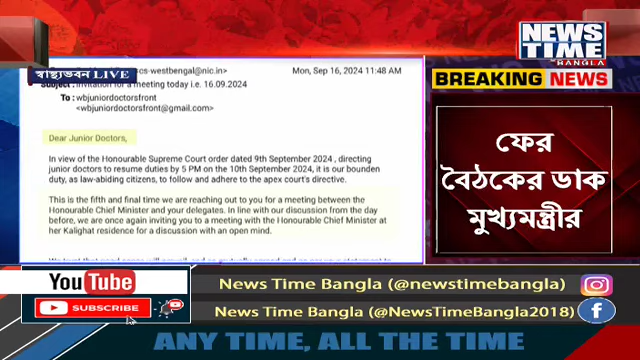 NEWS
TIME
BANGLA
স্বাস্থ্যভবন LIVE
cs-westbengal@nic.in>
Mon, Sep 16, 2024 11:48 AM
Subject: Invitation for a meeting today i.e. 16.09.2024
To: wbjuniordoctorsfront
<wbjuniordoctorsfront@gmail.com>
Dear Junior Doctors,
In view of the Honourable Supreme Court order dated 9th September 2024 , directing
junior doctors to resume duties by 5 PM on the 10th September 2024, it is our bounden
duty, as law-abiding citizens, to follow and adhere to the apex court's directive.
This is the fifth and final time we are reaching out to you for a meeting between the
Honourable Chief Minister and your delegates. In line with our discussion from the day
before, we are once again inviting you to a meeting with the Honourable Chief Minister at
her Kalighat residence for a discussion with an open mind.
BREAKING NEWS
ফের
বৈঠকের ডাক
মুখ্যমন্ত্রীর
YouTube
SUBSCRIBE
News Time Bangla (@newstimebangla)
News Time Bangla (@NewsTimeBangla2018)
ANY TIME, ALL THE TIME